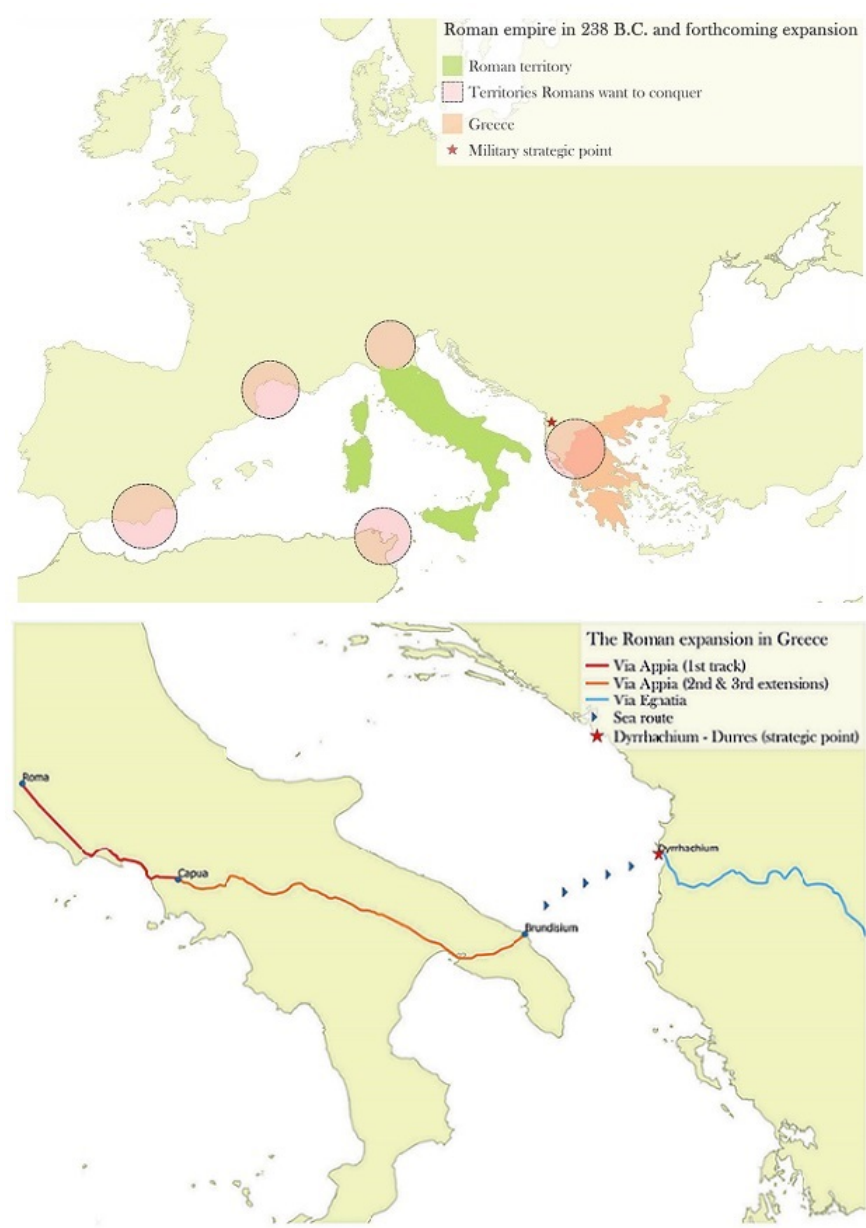 Roman empire in 238 B.C. and forthcoming expansion
Roman territory
Territories Romans want to conquer
Greece
Military strategic point
The Roman expansion in Greece
Via Appia (1st track)
Via Appia (2nd & 3rd extensions)
Via Egnatia
Sea route
Dyrrhachium - Durres (strategic point)
Roma
Dyrrhachium
Capua
Brundisium